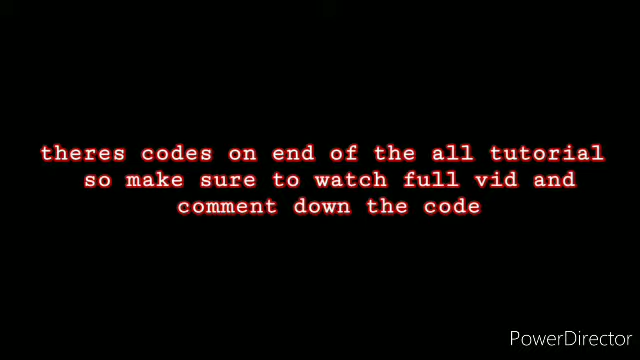 theres codes on end of the all tutorial
so make sure to watch full vid and
comment down the code
PowerDirector